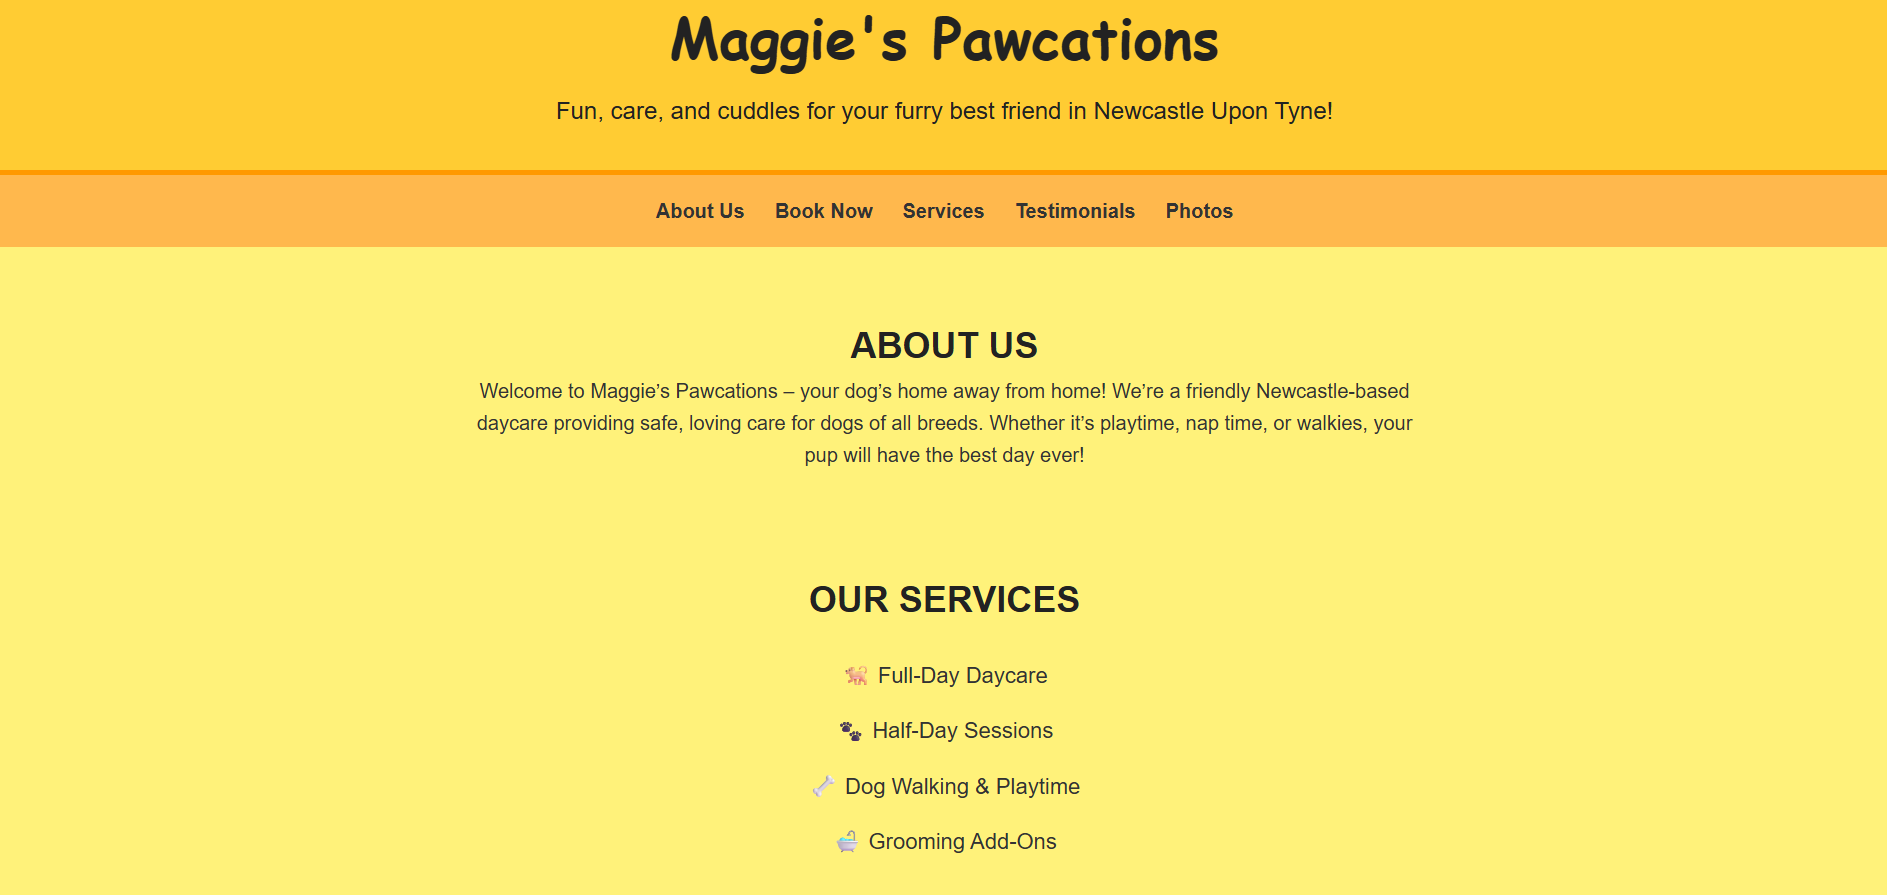 Maggie's Pawcations
Fun, care, and cuddles for your furry best friend in Newcastle Upon Tyne!
About Us Book Now Services Testimonials Photos
ABOUT US
Welcome to Maggie’s Pawcations – your dog’s home away from home! We’re a friendly Newcastle-based
daycare providing safe, loving care for dogs of all breeds. Whether it’s playtime, nap time, or walkies, your
pup will have the best day ever!
OUR SERVICES
Full-Day Daycare
Half-Day Sessions
Dog Walking & Playtime
Grooming Add-Ons